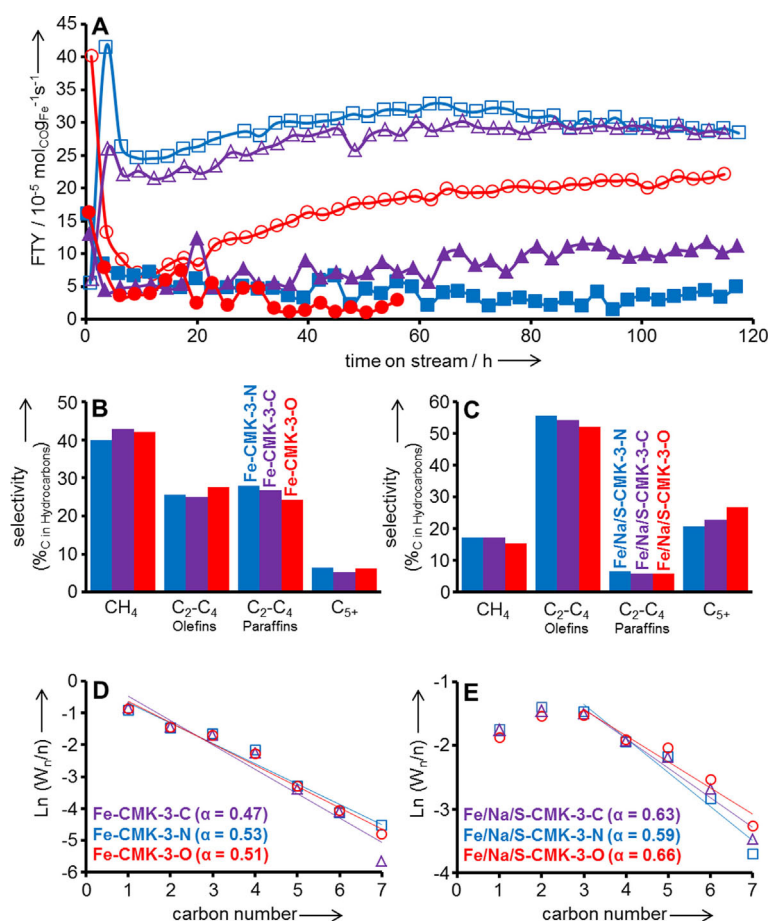 A
FTY / 10⁻⁵ mol_CO g_Fe⁻¹ s⁻¹ ⟶
45
40
35
30
25
20
15
10
5
0
0 20 40 60 80 100 120
time on stream / h ⟶
B
selectivity ⟶
(%C in Hydrocarbons)
50
40
30
20
10
0
Fe-CMK-3-N
Fe-CMK-3-C
Fe-CMK-3-O
CH₄ C₂-C₄ C₂-C₄ C₅₊
Olefins Paraffins
C
selectivity ⟶
(%C in Hydrocarbons)
60
50
40
30
20
10
0
Fe/Na/S-CMK-3-N
Fe/Na/S-CMK-3-C
Fe/Na/S-CMK-3-O
CH₄ C₂-C₄ C₂-C₄ C₅₊
Olefins Paraffins
D
Ln (Wₙ/n) ⟶
0
-1
-2
-3
-4
-5
-6
Fe-CMK-3-C (α = 0.47)
Fe-CMK-3-N (α = 0.53)
Fe-CMK-3-O (α = 0.51)
0 1 2 3 4 5 6 7
carbon number ⟶
E
Ln (Wₙ/n) ⟶
-1
-2
-3
-4
Fe/Na/S-CMK-3-C (α = 0.63)
Fe/Na/S-CMK-3-N (α = 0.59)
Fe/Na/S-CMK-3-O (α = 0.66)
0 1 2 3 4 5 6 7
carbon number ⟶